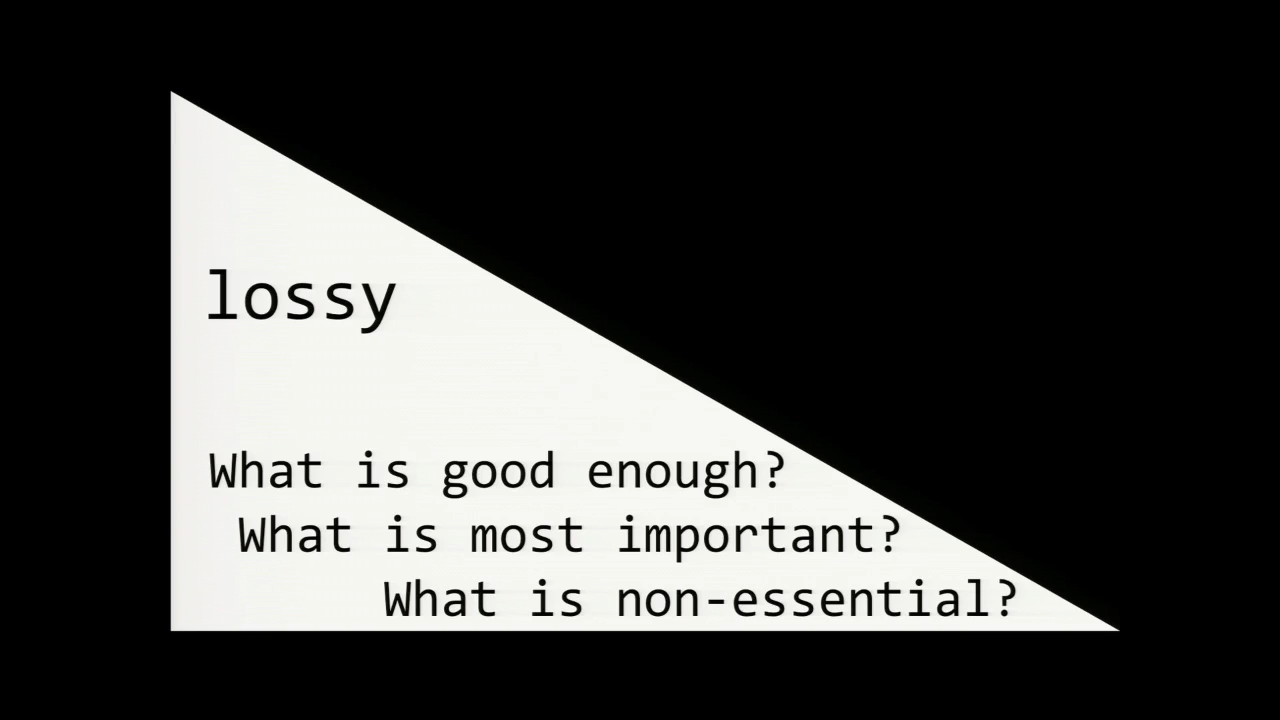 lossy
What is good enough?
What is most important?
What is non-essential?